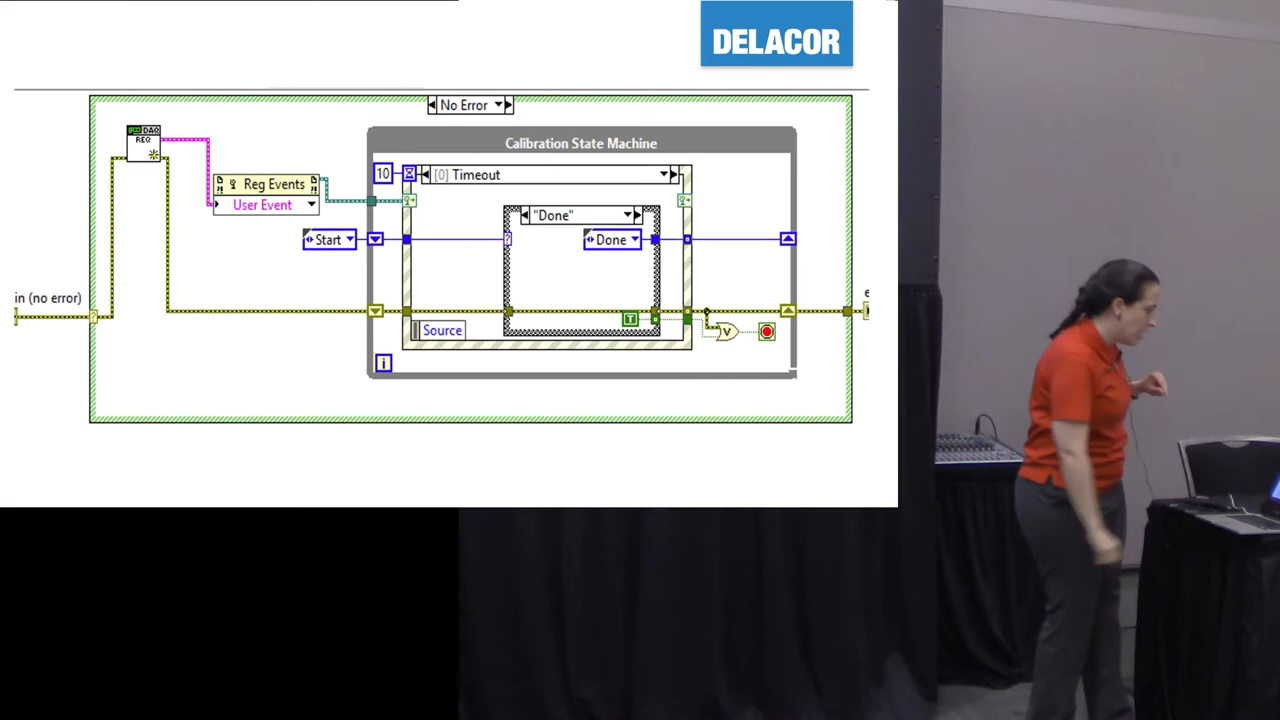 DELACOR
No Error
DAQ
REQ
Calibration State Machine
10
[0] Timeout
Reg Events
User Event
"Done"
Start
Done
in (no error)
e
T
V
Source
i